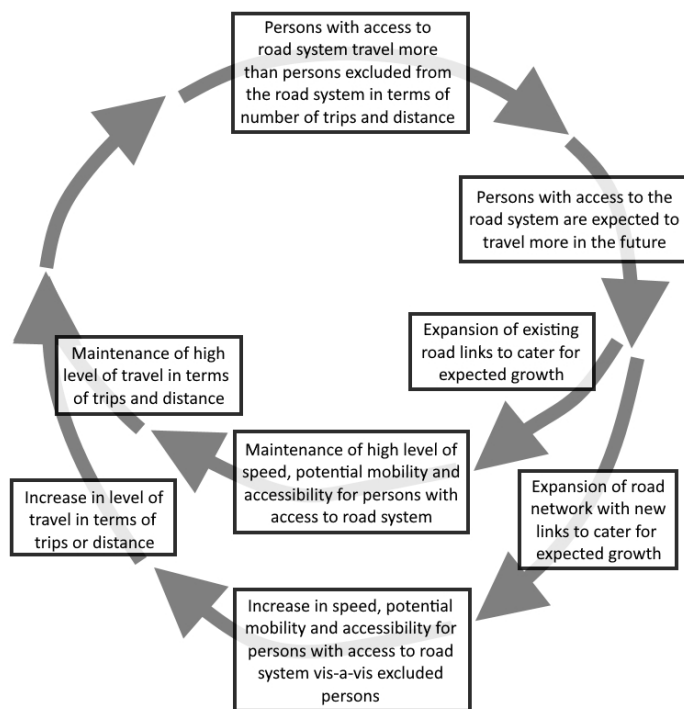 Persons with access to
road system travel more
than persons excluded from
the road system in terms of
number of trips and distance
Persons with access to the
road system are expected to
travel more in the future
Expansion of existing
road links to cater for
expected growth
Maintenance of high
level of travel in terms
of trips and distance
Maintenance of high level of
speed, potential mobility and
accessibility for persons with
access to road system
Expansion of road
network with new
links to cater for
expected growth
Increase in level of
travel in terms of
trips or distance
Increase in speed, potential
mobility and accessibility for
persons with access to road
system vis-a-vis excluded
persons